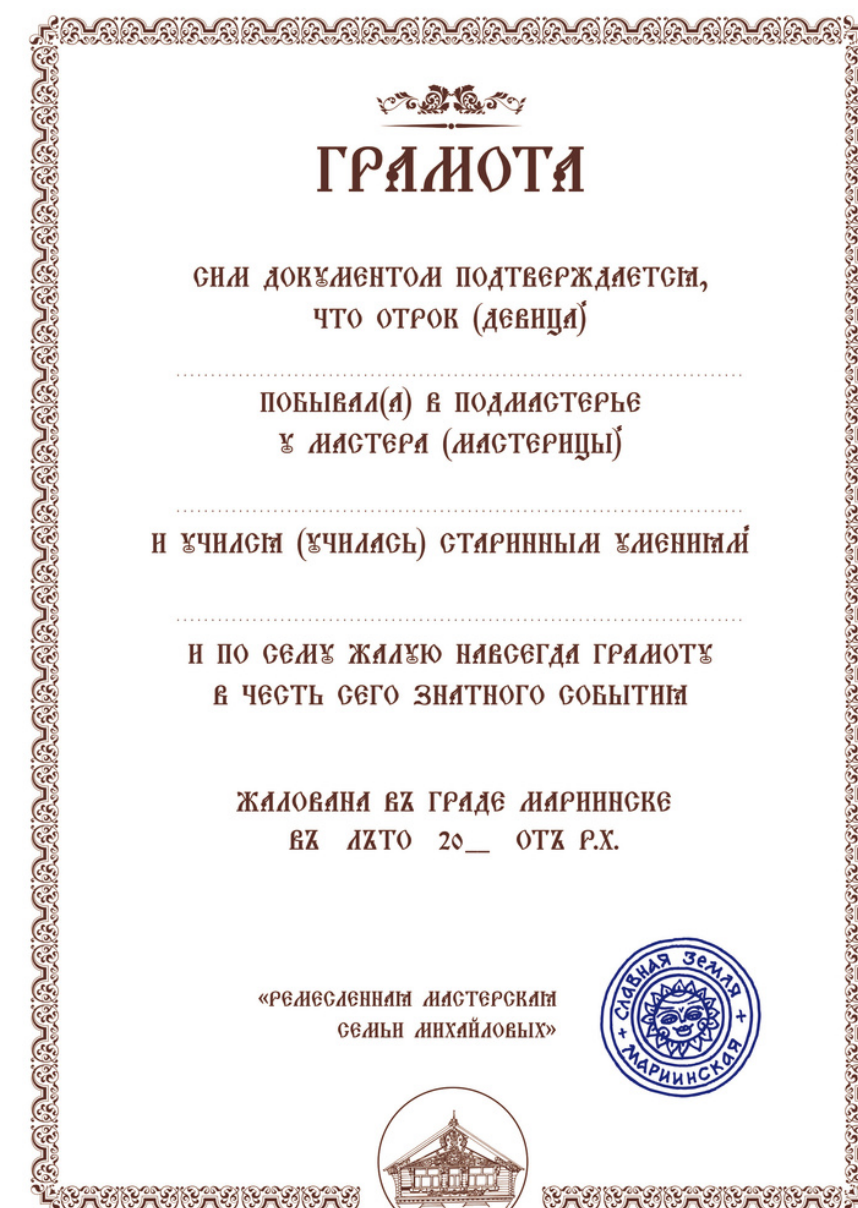 ГРАМОТА
СИМ ДОКУМЕНТОМ ПОДТВЕРЖДАЕТСЯ,
ЧТО ОТРОК (ДЕВИЦА)
ПОБЫВАЛ(А) В ПОДМАСТЕРЬЕ
У МАСТЕРА (МАСТЕРИЦЫ)
И УЧИЛСЯ (УЧИЛАСЬ) СТАРИННЫМ УМЕНИЯМ
И ПО СЕМУ ЖАЛУЮ НАВСЕГДА ГРАМОТУ
В ЧЕСТЬ СЕГО ЗНАТНОГО СОБЫТИЯ
ЖАЛОВАНА ВЪ ГРАДЕ МАРИИНСКЕ
ВЪ ЛЪТО 20__ ОТЪ Р.Х.
«РЕМЕСЛЕННАЯ МАСТЕРСКАЯ
СЕМЬИ МИХАЙЛОВЫХ»
СЛАВНАЯ ЗЕМЛЯ
+ МАРИИНСКАЯ +